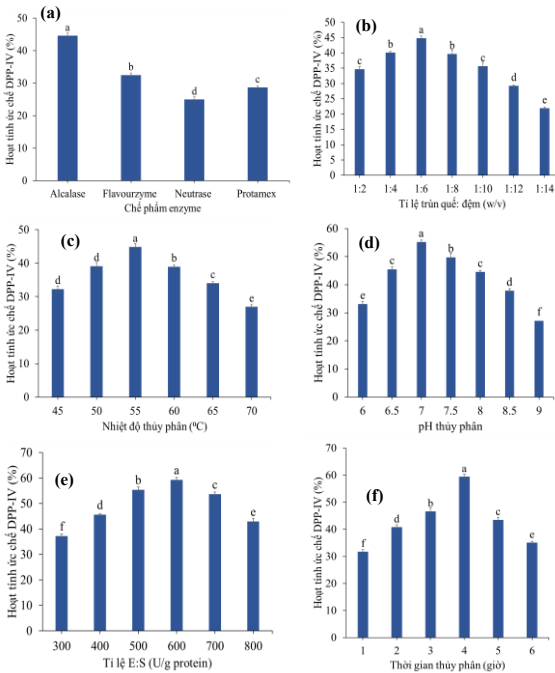 (a)
Hoạt tính ức chế DPP-IV (%)
50
40
30
20
10
0
a
b
d
c
Alcalase Flavourzyme Neutrase Protamex
Chế phẩm enzyme
(b)
Hoạt tính ức chế DPP-IV (%)
50
45
40
35
30
25
20
15
10
5
0
c
b
a
b
c
d
e
1:2 1:4 1:6 1:8 1:10 1:12 1:14
Tỉ lệ trùn quế: đệm (w/v)
(c)
Hoạt tính ức chế DPP-IV (%)
50
40
30
20
10
0
d
b
a
b
c
e
45 50 55 60 65 70
Nhiệt độ thủy phân (⁰C)
(d)
Hoạt tính ức chế DPP-IV (%)
60
50
40
30
20
10
0
e
c
a
b
c
d
f
6 6.5 7 7.5 8 8.5 9
pH thủy phân
(e)
Hoạt tính ức chế DPP-IV (%)
70
60
50
40
30
20
10
0
f
d
b
a
c
e
300 400 500 600 700 800
Tỉ lệ E:S (U/g protein)
(f)
Hoạt tính ức chế DPP-IV (%)
70
60
50
40
30
20
10
0
f
d
b
a
c
e
1 2 3 4 5 6
Thời gian thủy phân (giờ)